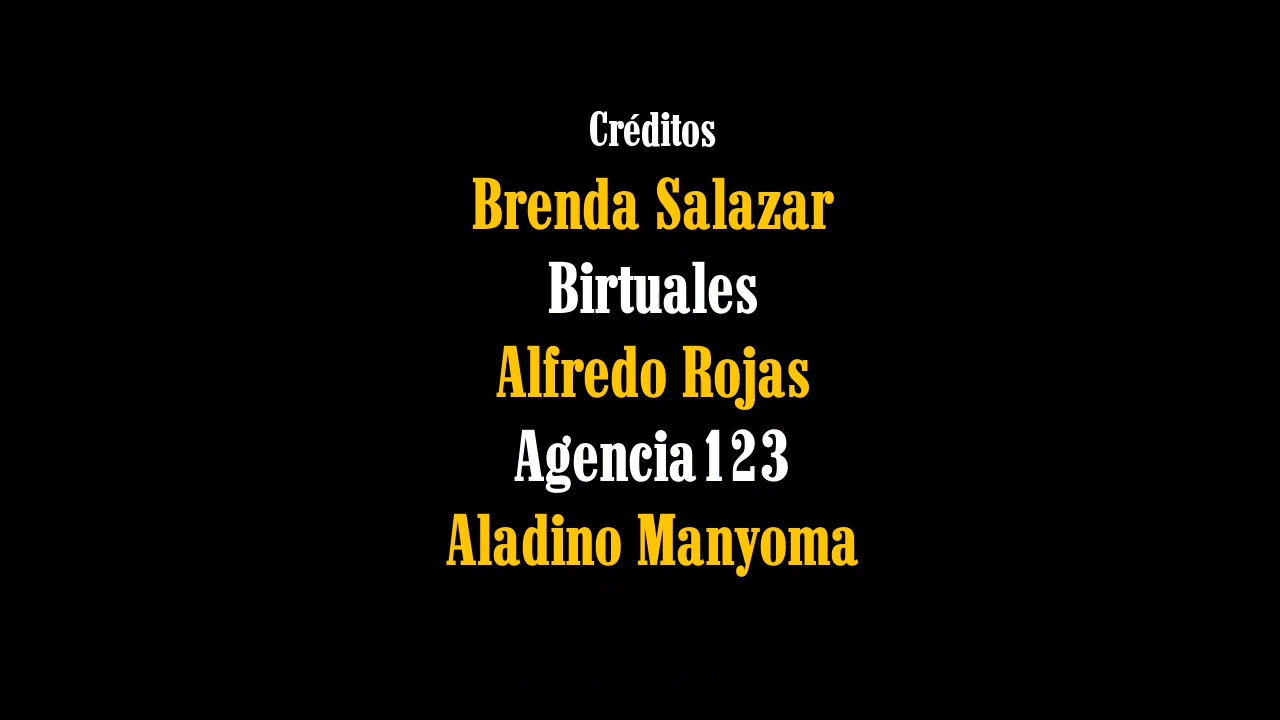 Créditos
Brenda Salazar
Birtuales
Alfredo Rojas
Agencia123
Aladino Manyoma